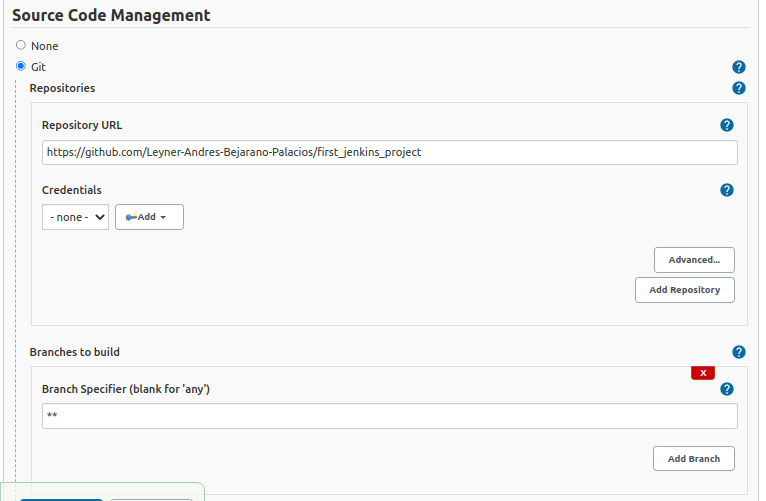 Source Code Management
None
Git
?
Repositories
?
Repository URL
?
https://github.com/Leyner-Andres-Bejarano-Palacios/first_jenkins_project
Credentials
?
- none -
Add
Advanced...
Add Repository
Branches to build
?
X
Branch Specifier (blank for 'any')
?
**
Add Branch